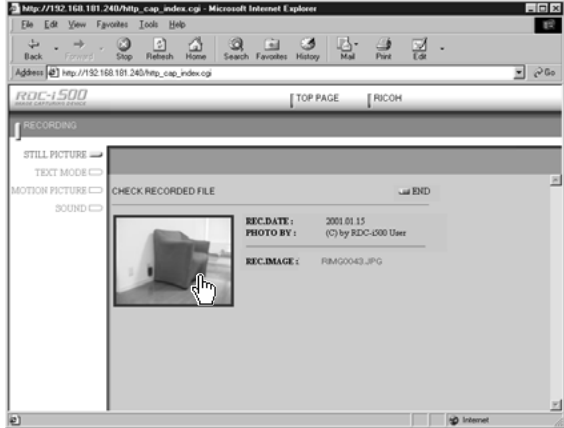 http://192.168.181.240/http_cap_index.cgi - Microsoft Internet Explorer
File Edit View Favorites Tools Help
Back Forward Stop Refresh Home Search Favorites History Mail Print Edit
Address http://192.168.181.240/http_cap_index.cgi Go
RDC-i500 TOP PAGE RICOH
IMAGE CAPTURING DEVICE
RECORDING
STILL PICTURE
TEXT MODE
MOTION PICTURE CHECK RECORDED FILE END
SOUND
REC.DATE : 2001.01.15
PHOTO BY : (C) by RDC-i500 User
REC.IMAGE : RIMG0043.JPG
Internet